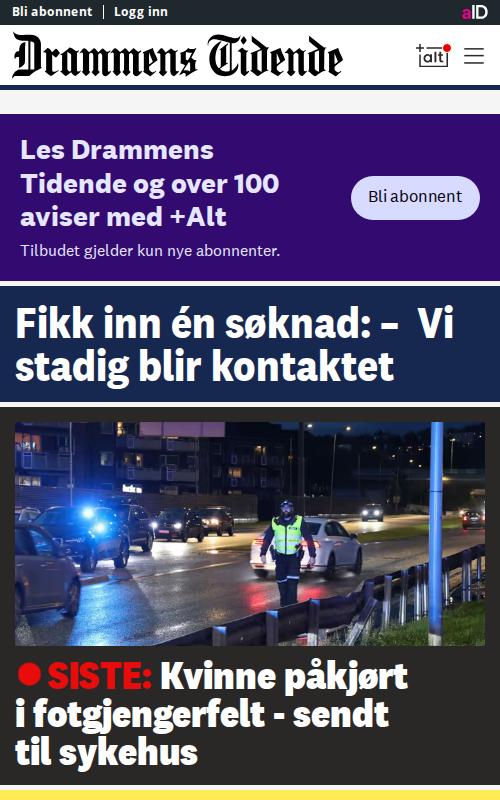 Bli abonnent
Logg inn
aID
Drammens Tidende
+alt
Les Drammens
Tidende og over 100
aviser med +Alt
Tilbudet gjelder kun nye abonnenter.
Bli abonnent
Fikk inn én søknad: – Vi
stadig blir kontaktet
SISTE: Kvinne påkjørt
i fotgjengerfelt - sendt
til sykehus